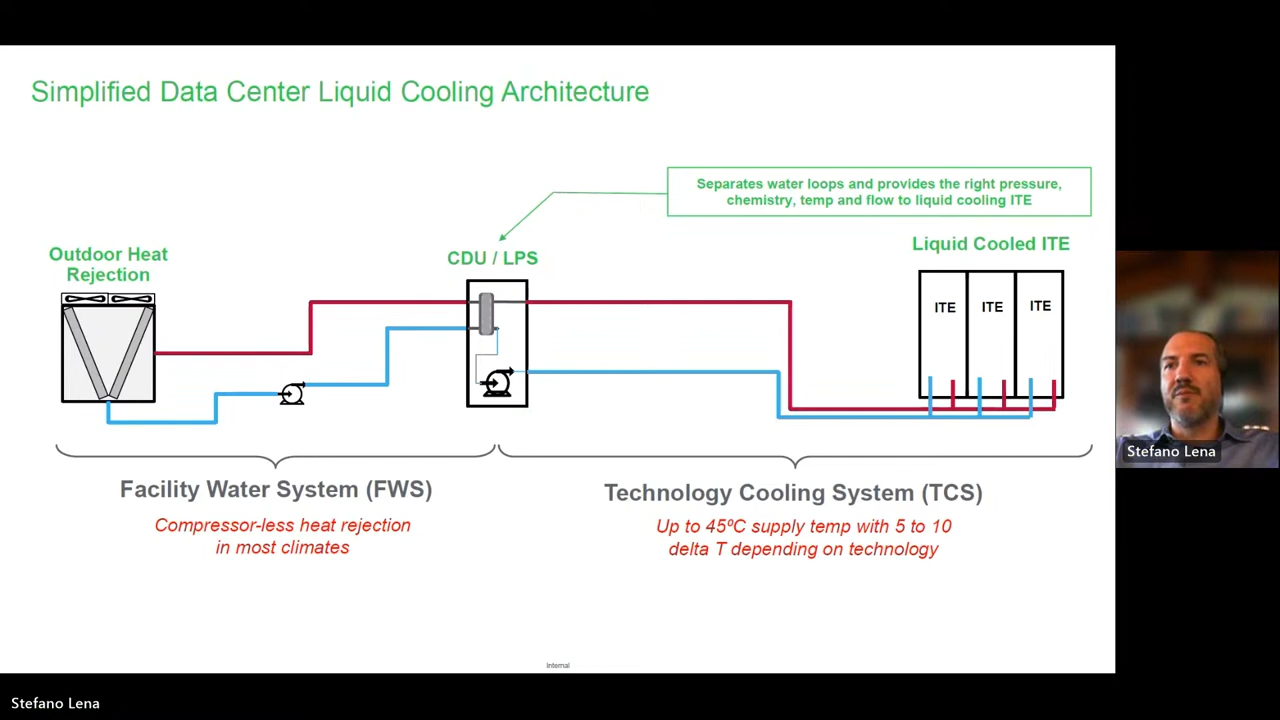 Simplified Data Center Liquid Cooling Architecture
Separates water loops and provides the right pressure,
chemistry, temp and flow to liquid cooling ITE
Outdoor Heat
Rejection
CDU / LPS
Liquid Cooled ITE
ITE
ITE
ITE
Stefano Lena
Facility Water System (FWS)
Technology Cooling System (TCS)
Compressor-less heat rejection
in most climates
Up to 45ºC supply temp with 5 to 10
delta T depending on technology
Internal
Stefano Lena